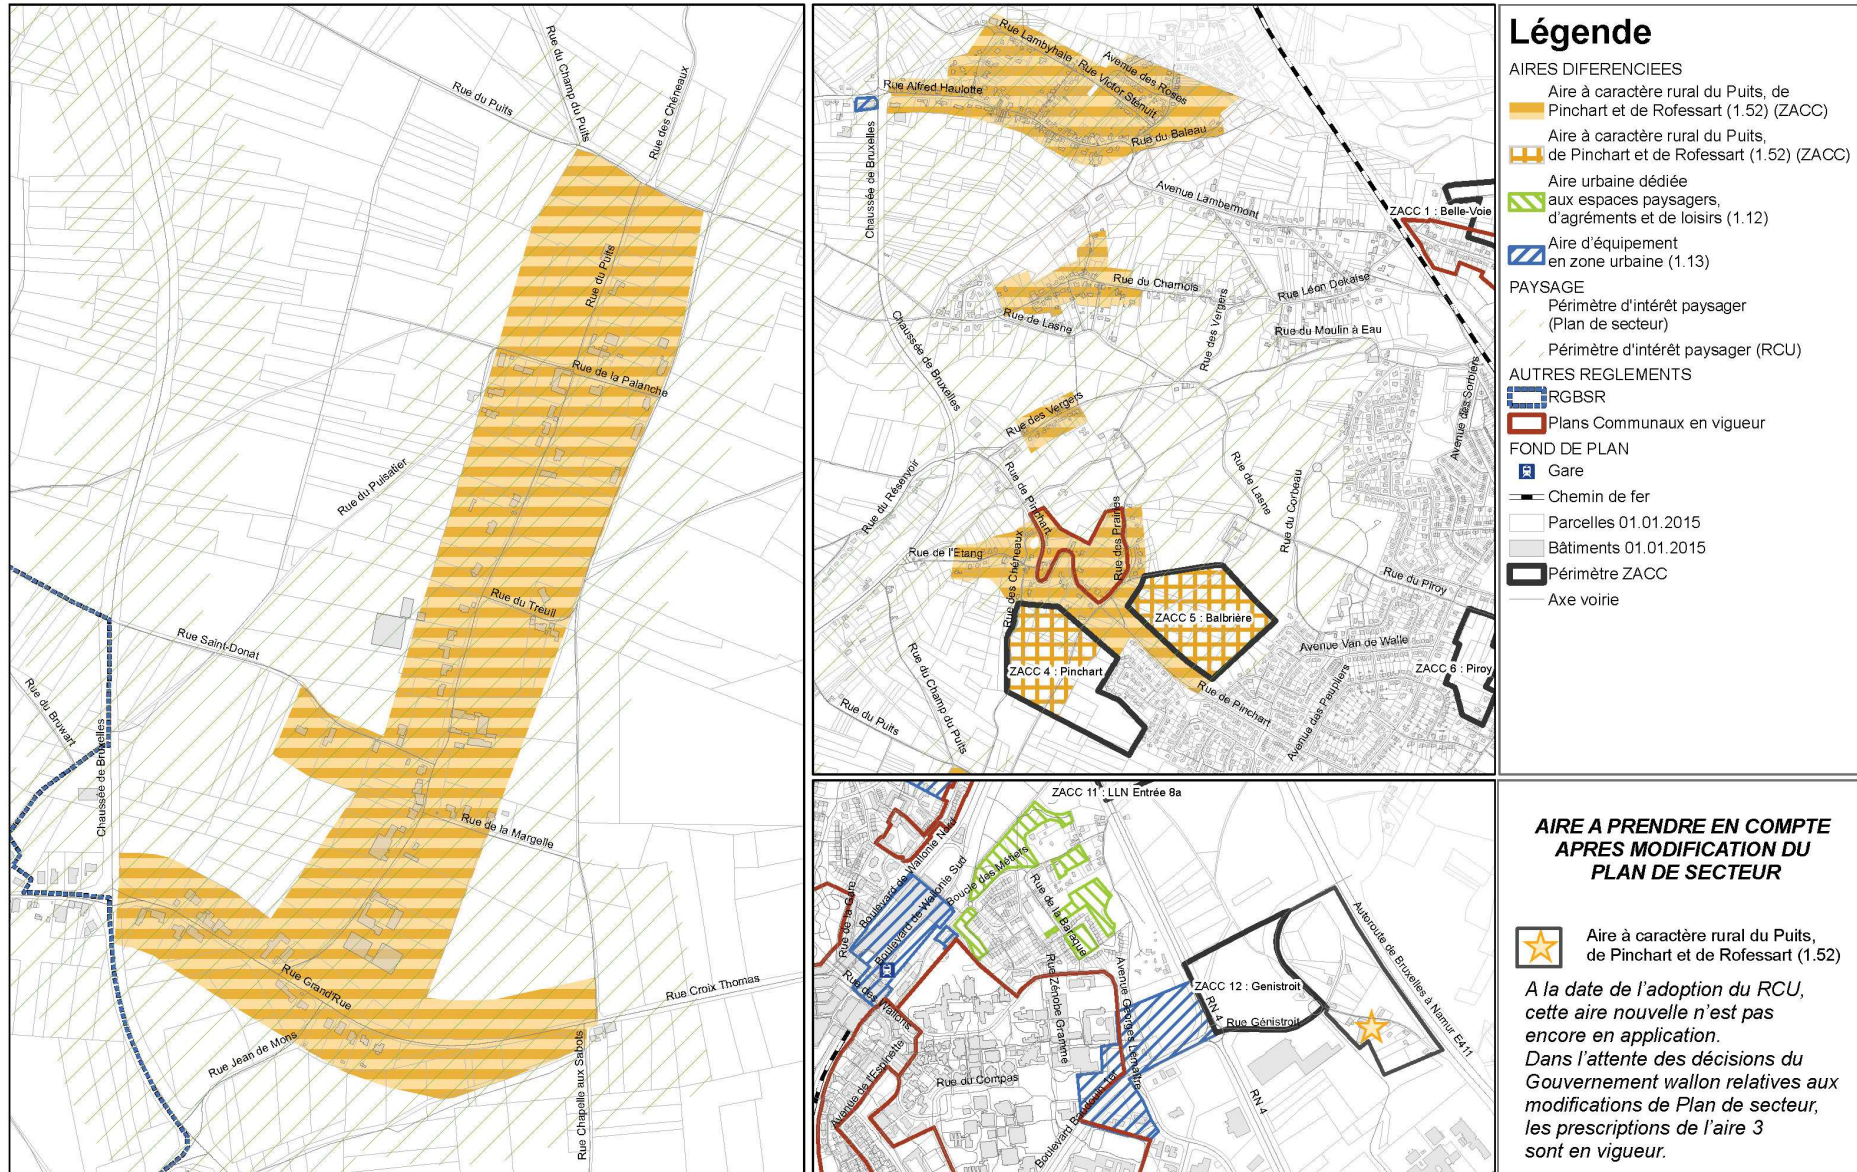 Rue du Puits
Rue du Champ du Puits
Rue des Chéneaux
Rue du Puits
Rue de la Palanche
Rue du Puisatier
Rue du Treuil
Rue Saint-Donat
Rue du Bruwart
Chaussée de Bruxelles
Rue de la Margelle
Rue Grand'Rue
Rue Jean de Mons
Rue Croix Thomas
Rue Chapelle aux Sabots
Rue Lambyhaie
Avenue des Roses
Rue Victor Sténuit
Rue Alfred Haulotte
Rue du Baleau
Chaussée de Bruxelles
Avenue Lambermont
ZACC 1 : Belle-Voie
Rue du Charnois
Rue Léon Dekaise
Rue de Lasne
Rue des Vergers
Rue du Moulin à Eau
Chaussée de Bruxelles
Avenue des Sorbiers
Rue des Vergers
Rue du Réservoir
Rue de Pinchart
Rue de Lasne
Rue du Corbeau
Rue des Prairies
Rue de l'Etang
Rue des Chéneaux
Rue du Piroy
ZACC 5 : Balbrière
Avenue Van de Walle
ZACC 4 : Pinchart
ZACC 6 : Piroy
Rue du Champ du Puits
Rue de Pinchart
Avenue des Peupliers
Rue du Puits
ZACC 11 : LLN Entrée 8a
Boulevard de Wallonie Nord
Boulevard de Wallonie Sud
Boucle des Métiers
Rue de la Baraque
Rue de la Gare
Rue des Wallons
Rue Zénobe Gramme
Avenue Georges Lemaître
ZACC 12 : Genistroit
RN 4
Rue Génistroit
Autoroute de Bruxelles à Namur E411
Avenue de l'Espinette
Rue du Compas
Boulevard Baudouin 1er
RN 4
Légende
AIRES DIFERENCIEES
Aire à caractère rural du Puits, de
Pinchart et de Rofessart (1.52) (ZACC)
Aire à caractère rural du Puits,
de Pinchart et de Rofessart (1.52) (ZACC)
Aire urbaine dédiée
aux espaces paysagers,
d'agréments et de loisirs (1.12)
Aire d'équipement
en zone urbaine (1.13)
PAYSAGE
Périmètre d'intérêt paysager
(Plan de secteur)
Périmètre d'intérêt paysager (RCU)
AUTRES REGLEMENTS
RGBSR
Plans Communaux en vigueur
FOND DE PLAN
Gare
Chemin de fer
Parcelles 01.01.2015
Bâtiments 01.01.2015
Périmètre ZACC
Axe voirie
AIRE A PRENDRE EN COMPTE
APRES MODIFICATION DU
PLAN DE SECTEUR
Aire à caractère rural du Puits,
de Pinchart et de Rofessart (1.52)
A la date de l'adoption du RCU,
cette aire nouvelle n'est pas
encore en application.
Dans l'attente des décisions du
Gouvernement wallon relatives aux
modifications de Plan de secteur,
les prescriptions de l'aire 3
sont en vigueur.